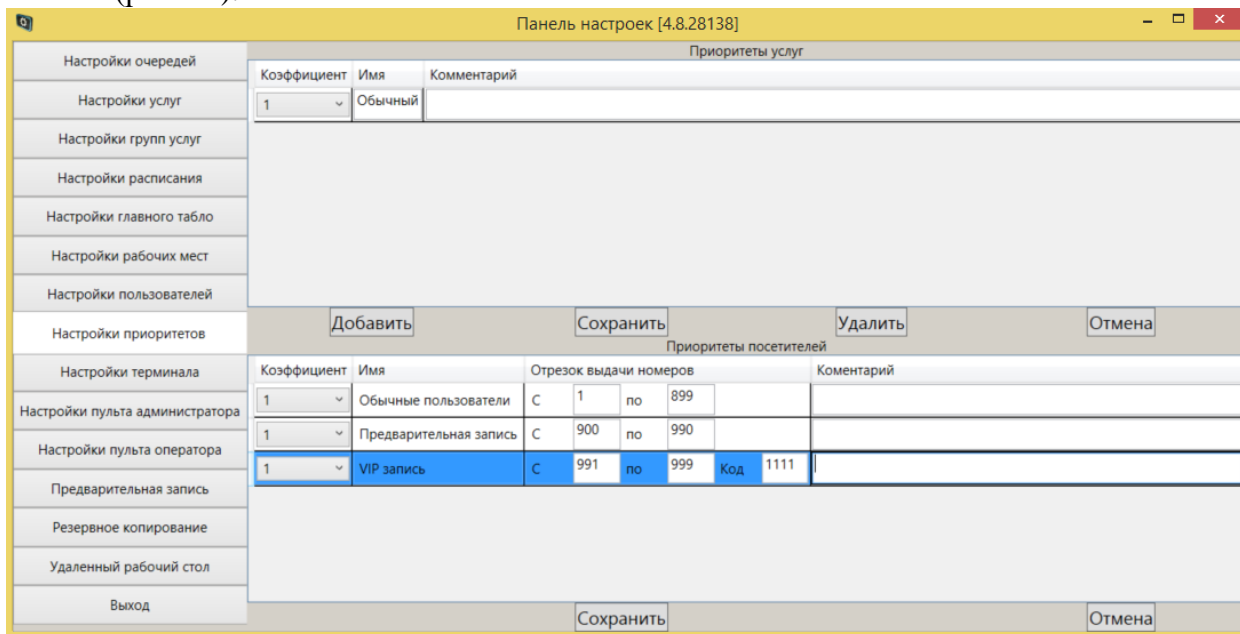 Панель настроек [4.8.28138]
Настройки очередей
Настройки услуг
Настройки групп услуг
Настройки расписания
Настройки главного табло
Настройки рабочих мест
Настройки пользователей
Настройки приоритетов
Настройки терминала
Настройки пульта администратора
Настройки пульта оператора
Предварительная запись
Резервное копирование
Удаленный рабочий стол
Выход
Приоритеты услуг
Коэффициент Имя Комментарий
1 Обычный
Добавить Сохранить Удалить Отмена
Приоритеты посетителей
Коэффициент Имя Отрезок выдачи номеров Коментарий
1 Обычные пользователи С 1 по 899
1 Предварительная запись С 900 по 990
1 VIP запись С 991 по 999 Код 1111
Сохранить Отмена